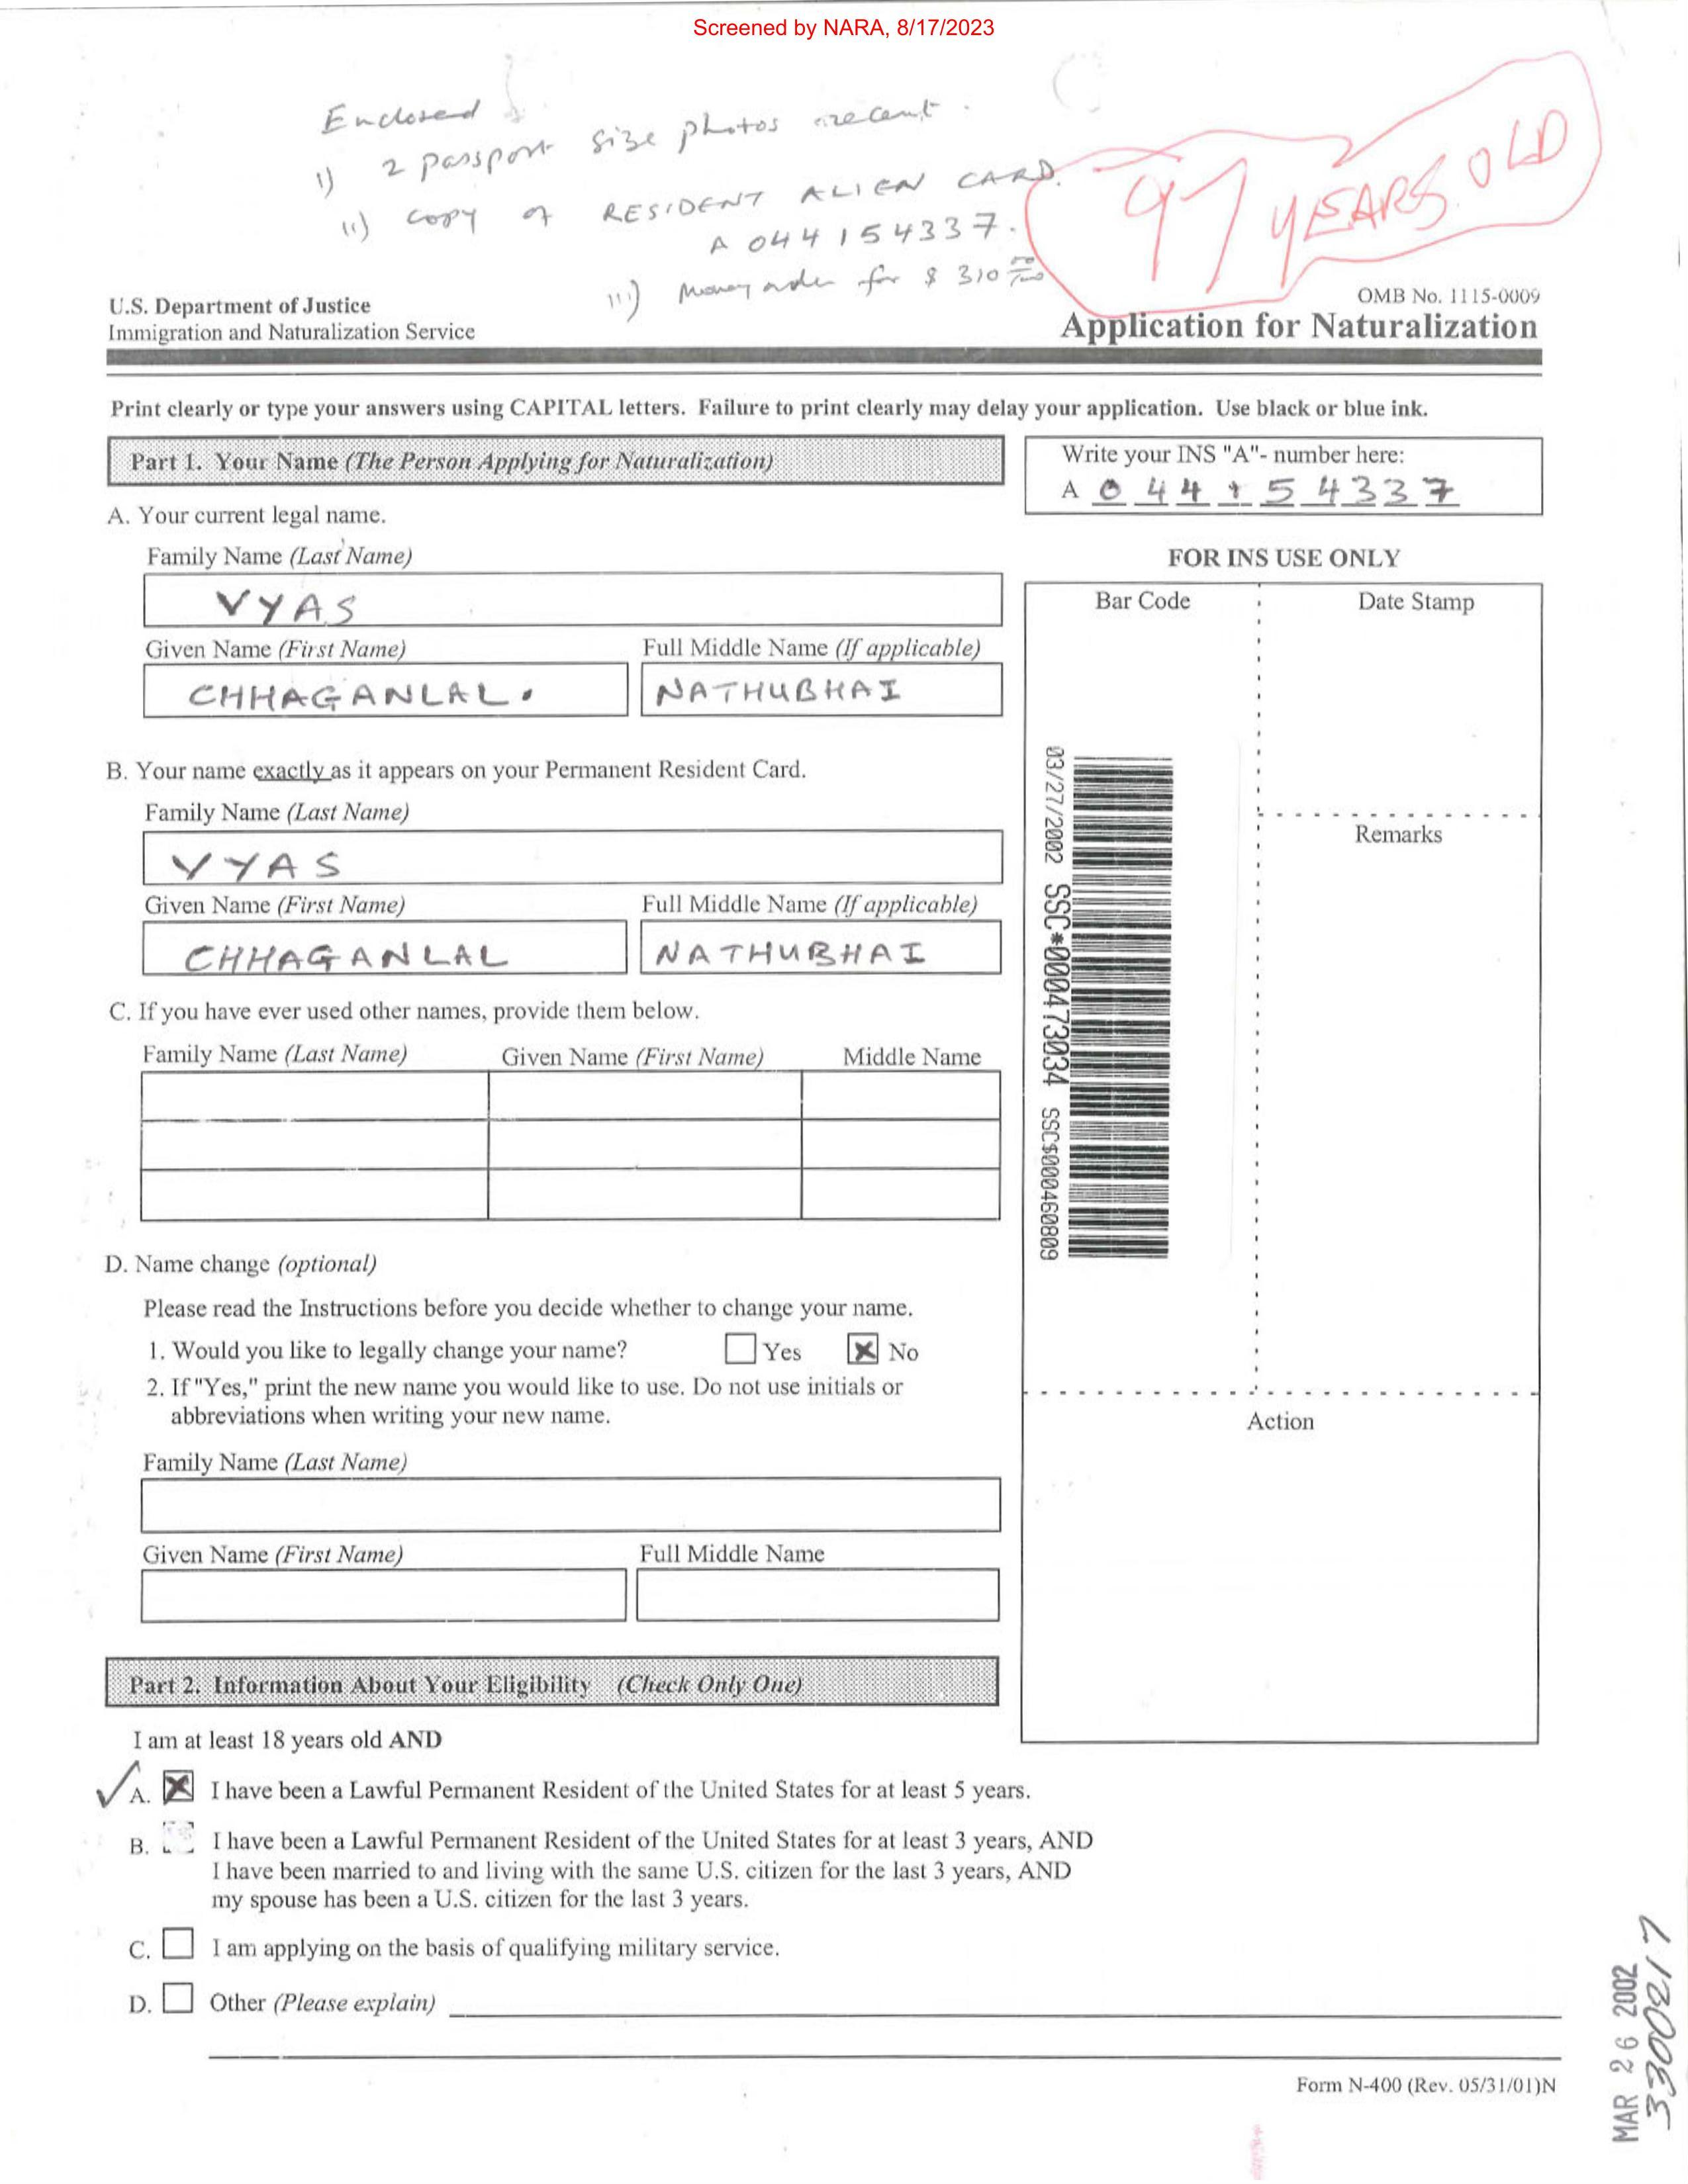 Screened by NARA, 8/17/2023
Enclosed
i) 2 passport size photos recent.
ii) copy of RESIDENT ALIEN CARD.
A 044 154337.
iii) Money order for $ 310 00
97 YEARS OLD
U.S. Department of Justice
Immigration and Naturalization Service
OMB No. 1115-0009
Application for Naturalization
Print clearly or type your answers using CAPITAL letters. Failure to print clearly may delay your application. Use black or blue ink.
Part 1. Your Name (The Person Applying for Naturalization)
Write your INS "A"- number here:
A 0 4 4 1 5 4 3 3 7
A. Your current legal name.
Family Name (Last Name)
VYAS
Given Name (First Name) Full Middle Name (If applicable)
CHHAGANLAL. NATHUBHAI
B. Your name exactly as it appears on your Permanent Resident Card.
Family Name (Last Name)
VYAS
Given Name (First Name) Full Middle Name (If applicable)
CHHAGANLAL NATHUBHAI
C. If you have ever used other names, provide them below.
Family Name (Last Name) Given Name (First Name) Middle Name
D. Name change (optional)
Please read the Instructions before you decide whether to change your name.
1. Would you like to legally change your name? Yes No
2. If "Yes," print the new name you would like to use. Do not use initials or
abbreviations when writing your new name.
Family Name (Last Name)
Given Name (First Name) Full Middle Name
FOR INS USE ONLY
Bar Code Date Stamp
Remarks
03/27/2002 SSC*000473034 SSC$000460809
Action
Part 2. Information About Your Eligibility (Check Only One)
I am at least 18 years old AND
A. I have been a Lawful Permanent Resident of the United States for at least 5 years.
B. I have been a Lawful Permanent Resident of the United States for at least 3 years, AND
I have been married to and living with the same U.S. citizen for the last 3 years, AND
my spouse has been a U.S. citizen for the last 3 years.
C. I am applying on the basis of qualifying military service.
D. Other (Please explain)
Form N-400 (Rev. 05/31/01)N
MAR 26 2002